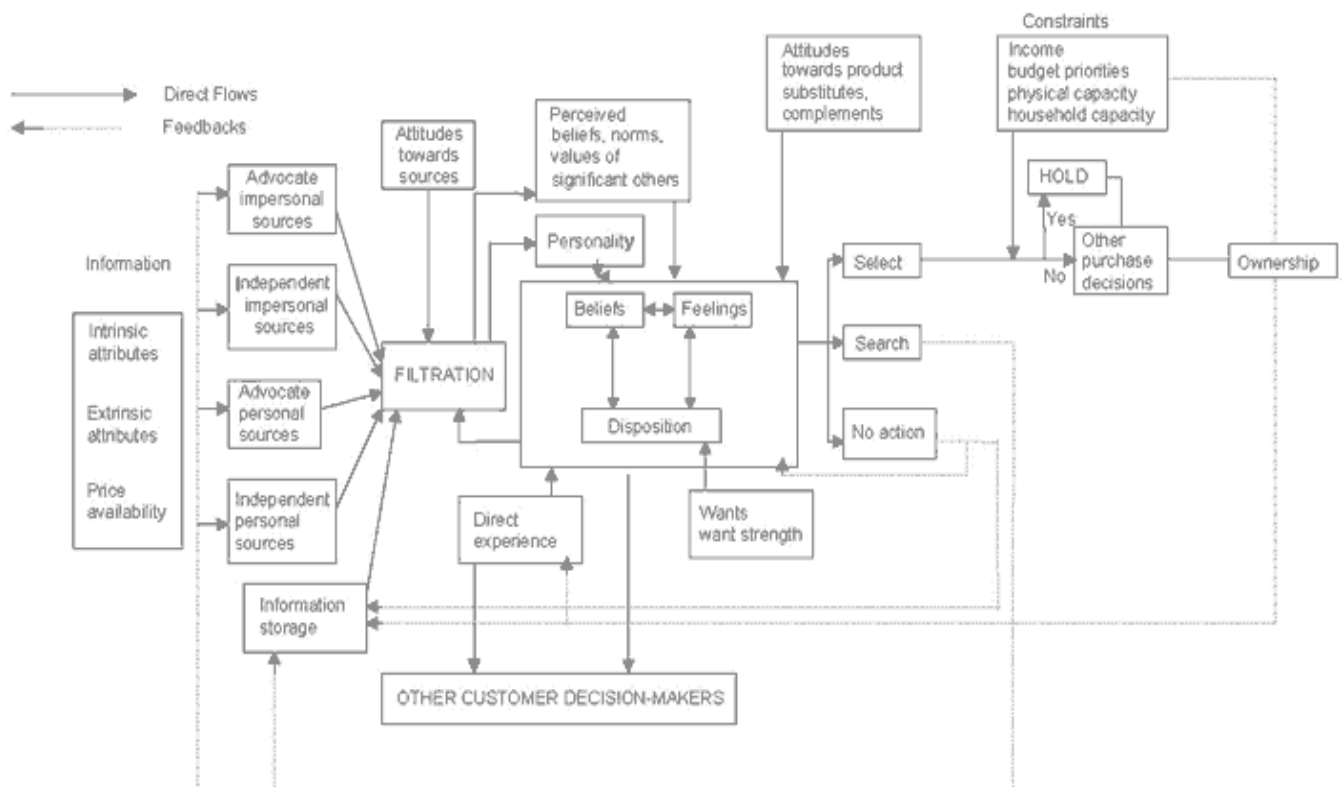 Direct Flows
Feedbacks
Information
Intrinsic
attributes
Extrinsic
attributes
Price
availability
Advocate
impersonal
sources
Independent
impersonal
sources
Advocate
personal
sources
Independent
personal
sources
Information
storage
Attitudes
towards
sources
FILTRATION
Perceived
beliefs, norms,
values of
significant others
Personality
Beliefs
Feelings
Disposition
Direct
experience
Wants
want strength
OTHER CUSTOMER DECISION-MAKERS
Attitudes
towards product
substitutes,
complements
Select
Search
No action
Constraints
Income
budget priorities
physical capacity
household capacity
HOLD
Yes
No
Other
purchase
decisions
Ownership